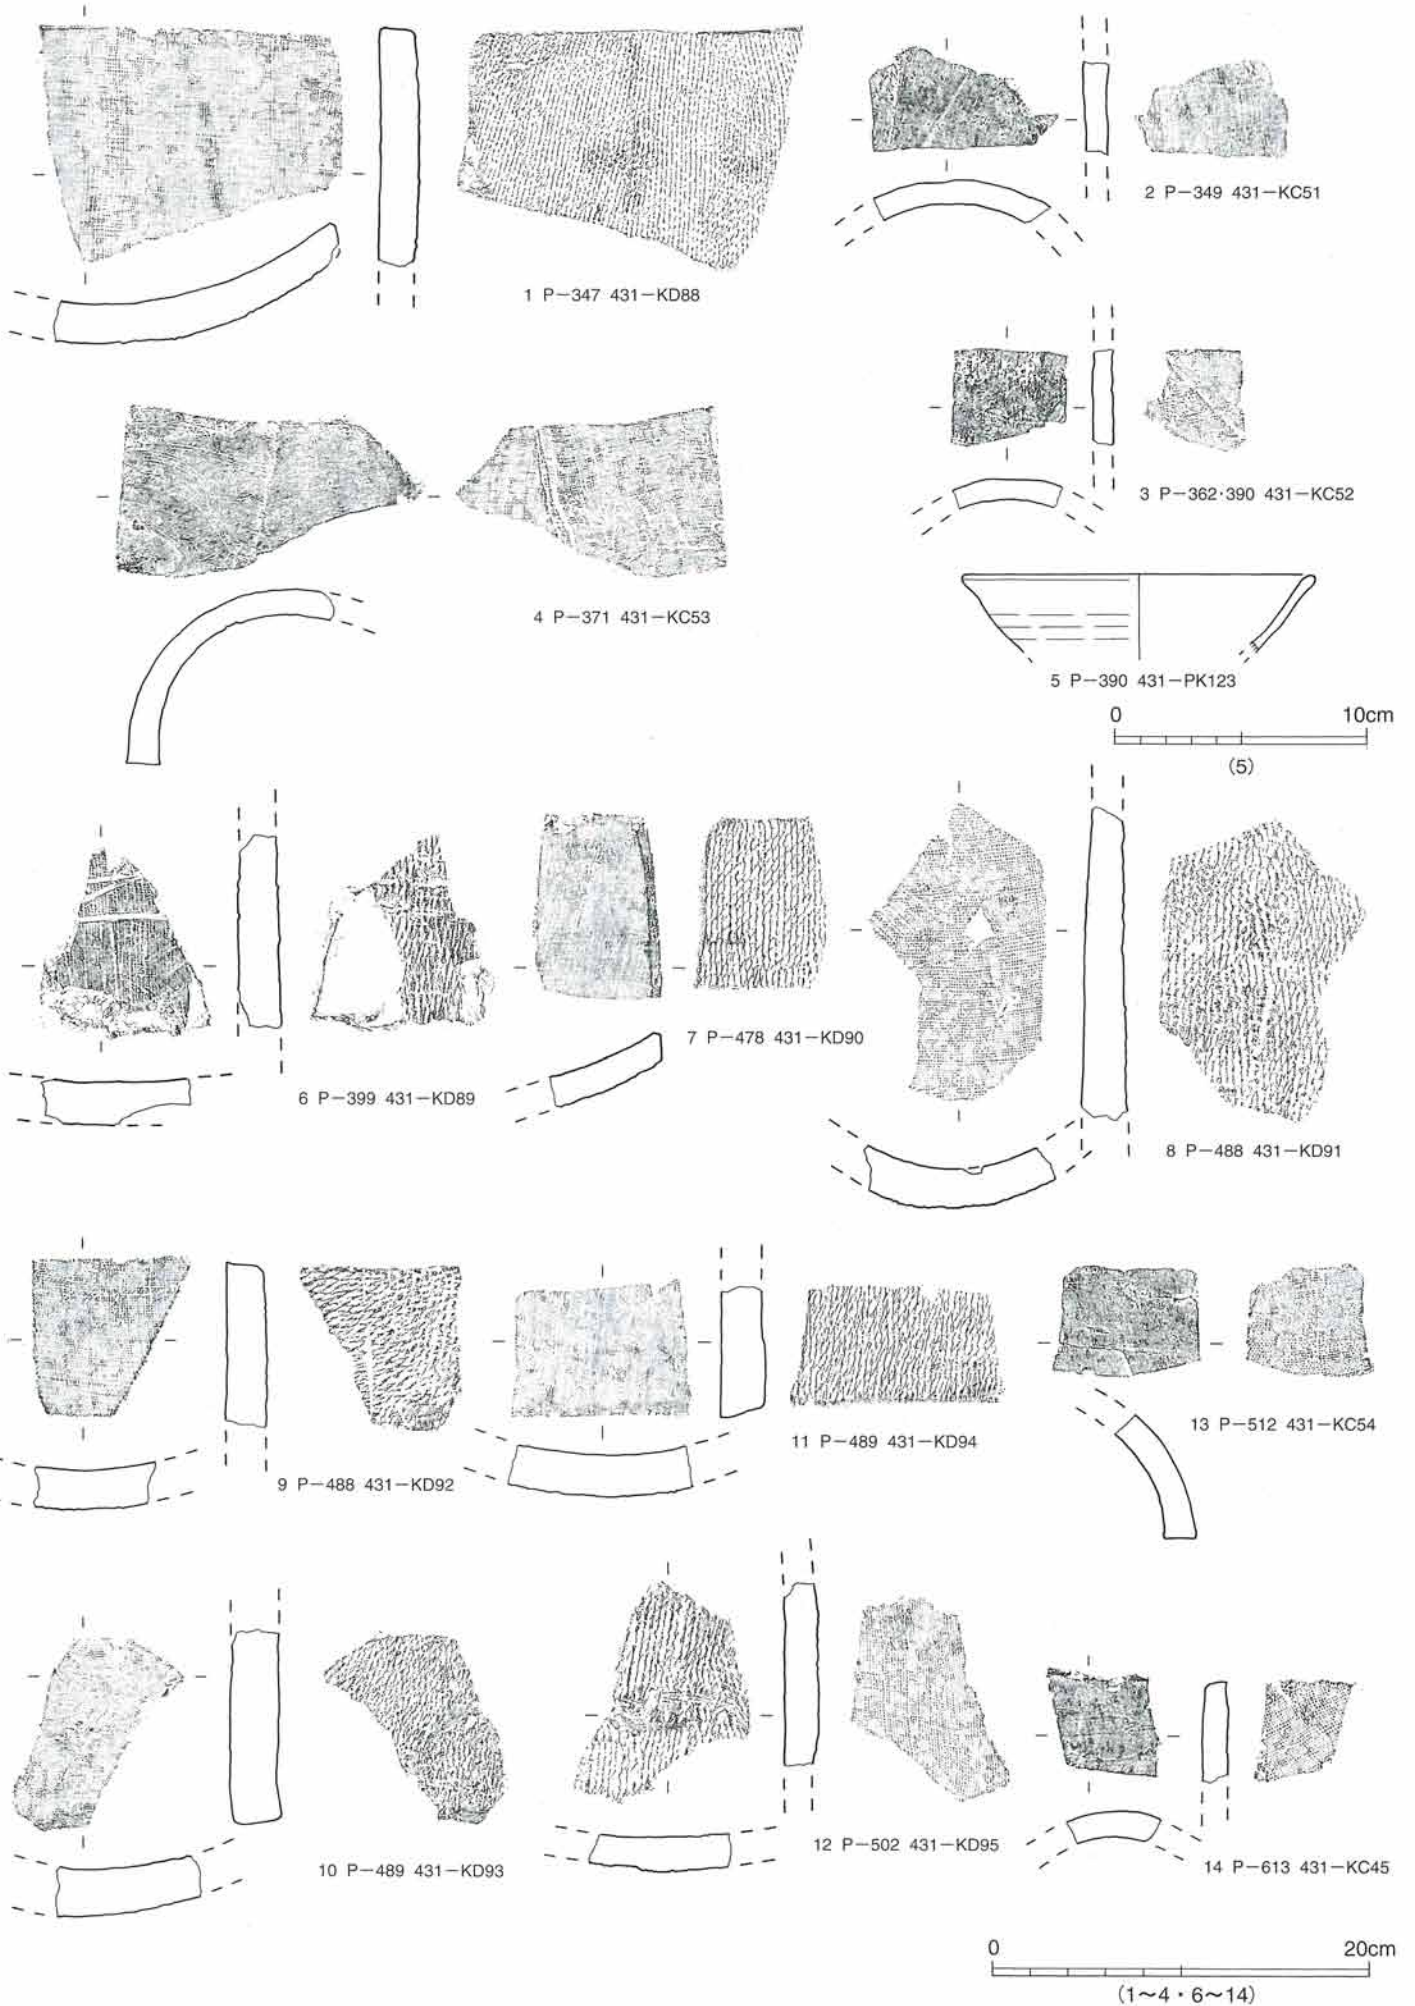 1 P−347 431−KD88
2 P−349 431−KC51
3 P−362·390 431−KC52
4 P−371 431−KC53
5 P−390 431−PK123
0 10cm
(5)
6 P−399 431−KD89
7 P−478 431−KD90
8 P−488 431−KD91
9 P−488 431−KD92
11 P−489 431−KD94
13 P−512 431−KC54
10 P−489 431−KD93
12 P−502 431−KD95
14 P−613 431−KC45
0 20cm
(1〜4・6〜14)